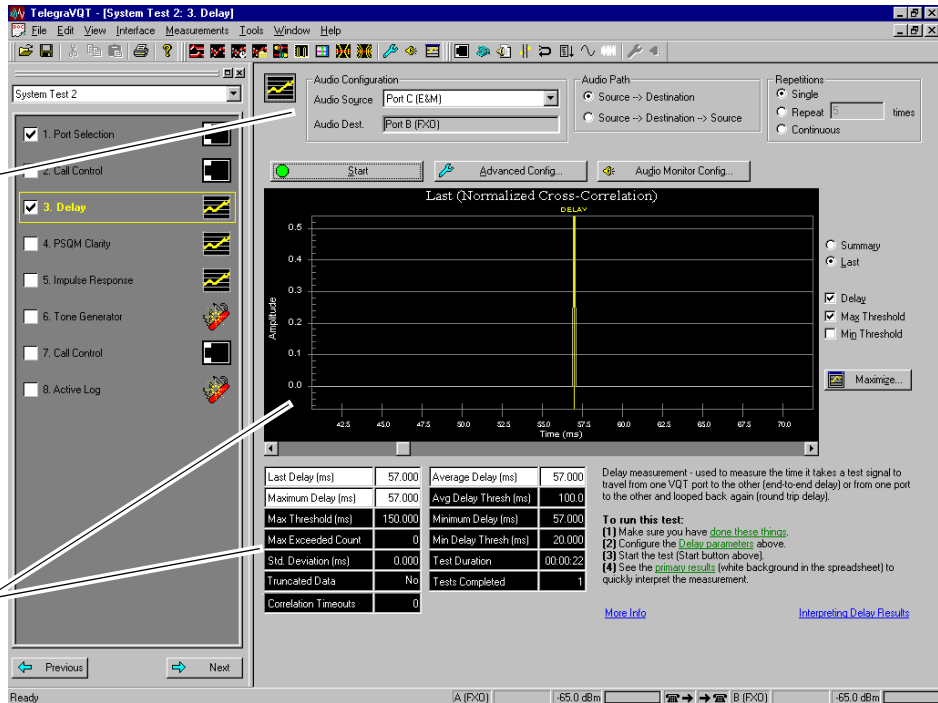 TelegraVQT - [System Test 2: 3. Delay]
File Edit View Interface Measurements Tools Window Help
System Test 2
1. Port Selection
2. Call Control
3. Delay
4. PSQM Clarity
5. Impulse Response
6. Tone Generator
7. Call Control
8. Active Log
Previous
Next
Audio Configuration
Audio Source
Port C (E&M)
Audio Dest.
Port B (FXO)
Audio Path
Source --> Destination
Source --> Destination --> Source
Repetitions
Single
Repeat 5 times
Continuous
Start
Advanced Config...
Audio Monitor Config...
Last (Normalized Cross-Correlation)
DELAY
Amplitude
0.5
0.4
0.3
0.2
0.1
0.0
42.5 45.0 47.5 50.0 52.5 55.0 57.5 60.0 62.5 65.0 67.5 70.0
Time (ms)
Summary
Last
Delay
Max Threshold
Min Threshold
Maximize...
Last Delay (ms) 57.000 Average Delay (ms) 57.000
Maximum Delay (ms) 57.000 Avg Delay Thresh (ms) 100.0
Max Threshold (ms) 150.000 Minimum Delay (ms) 57.000
Max Exceeded Count 0 Min Delay Thresh (ms) 20.000
Std. Deviation (ms) 0.000 Test Duration 00:00:22
Truncated Data No Tests Completed 1
Correlation Timeouts 0
Delay measurement - used to measure the time it takes a test signal to
travel from one VQT port to the other (end-to-end delay) or from one port
to the other and looped back again (round trip delay).
To run this test:
(1) Make sure you have done these things.
(2) Configure the Delay parameters above.
(3) Start the test (Start button above).
(4) See the primary results (white background in the spreadsheet) to
quickly interpret the measurement.
More Info
Interpreting Delay Results
Ready
A (FXO) -65.0 dBm B (FXO) -65.0 dBm